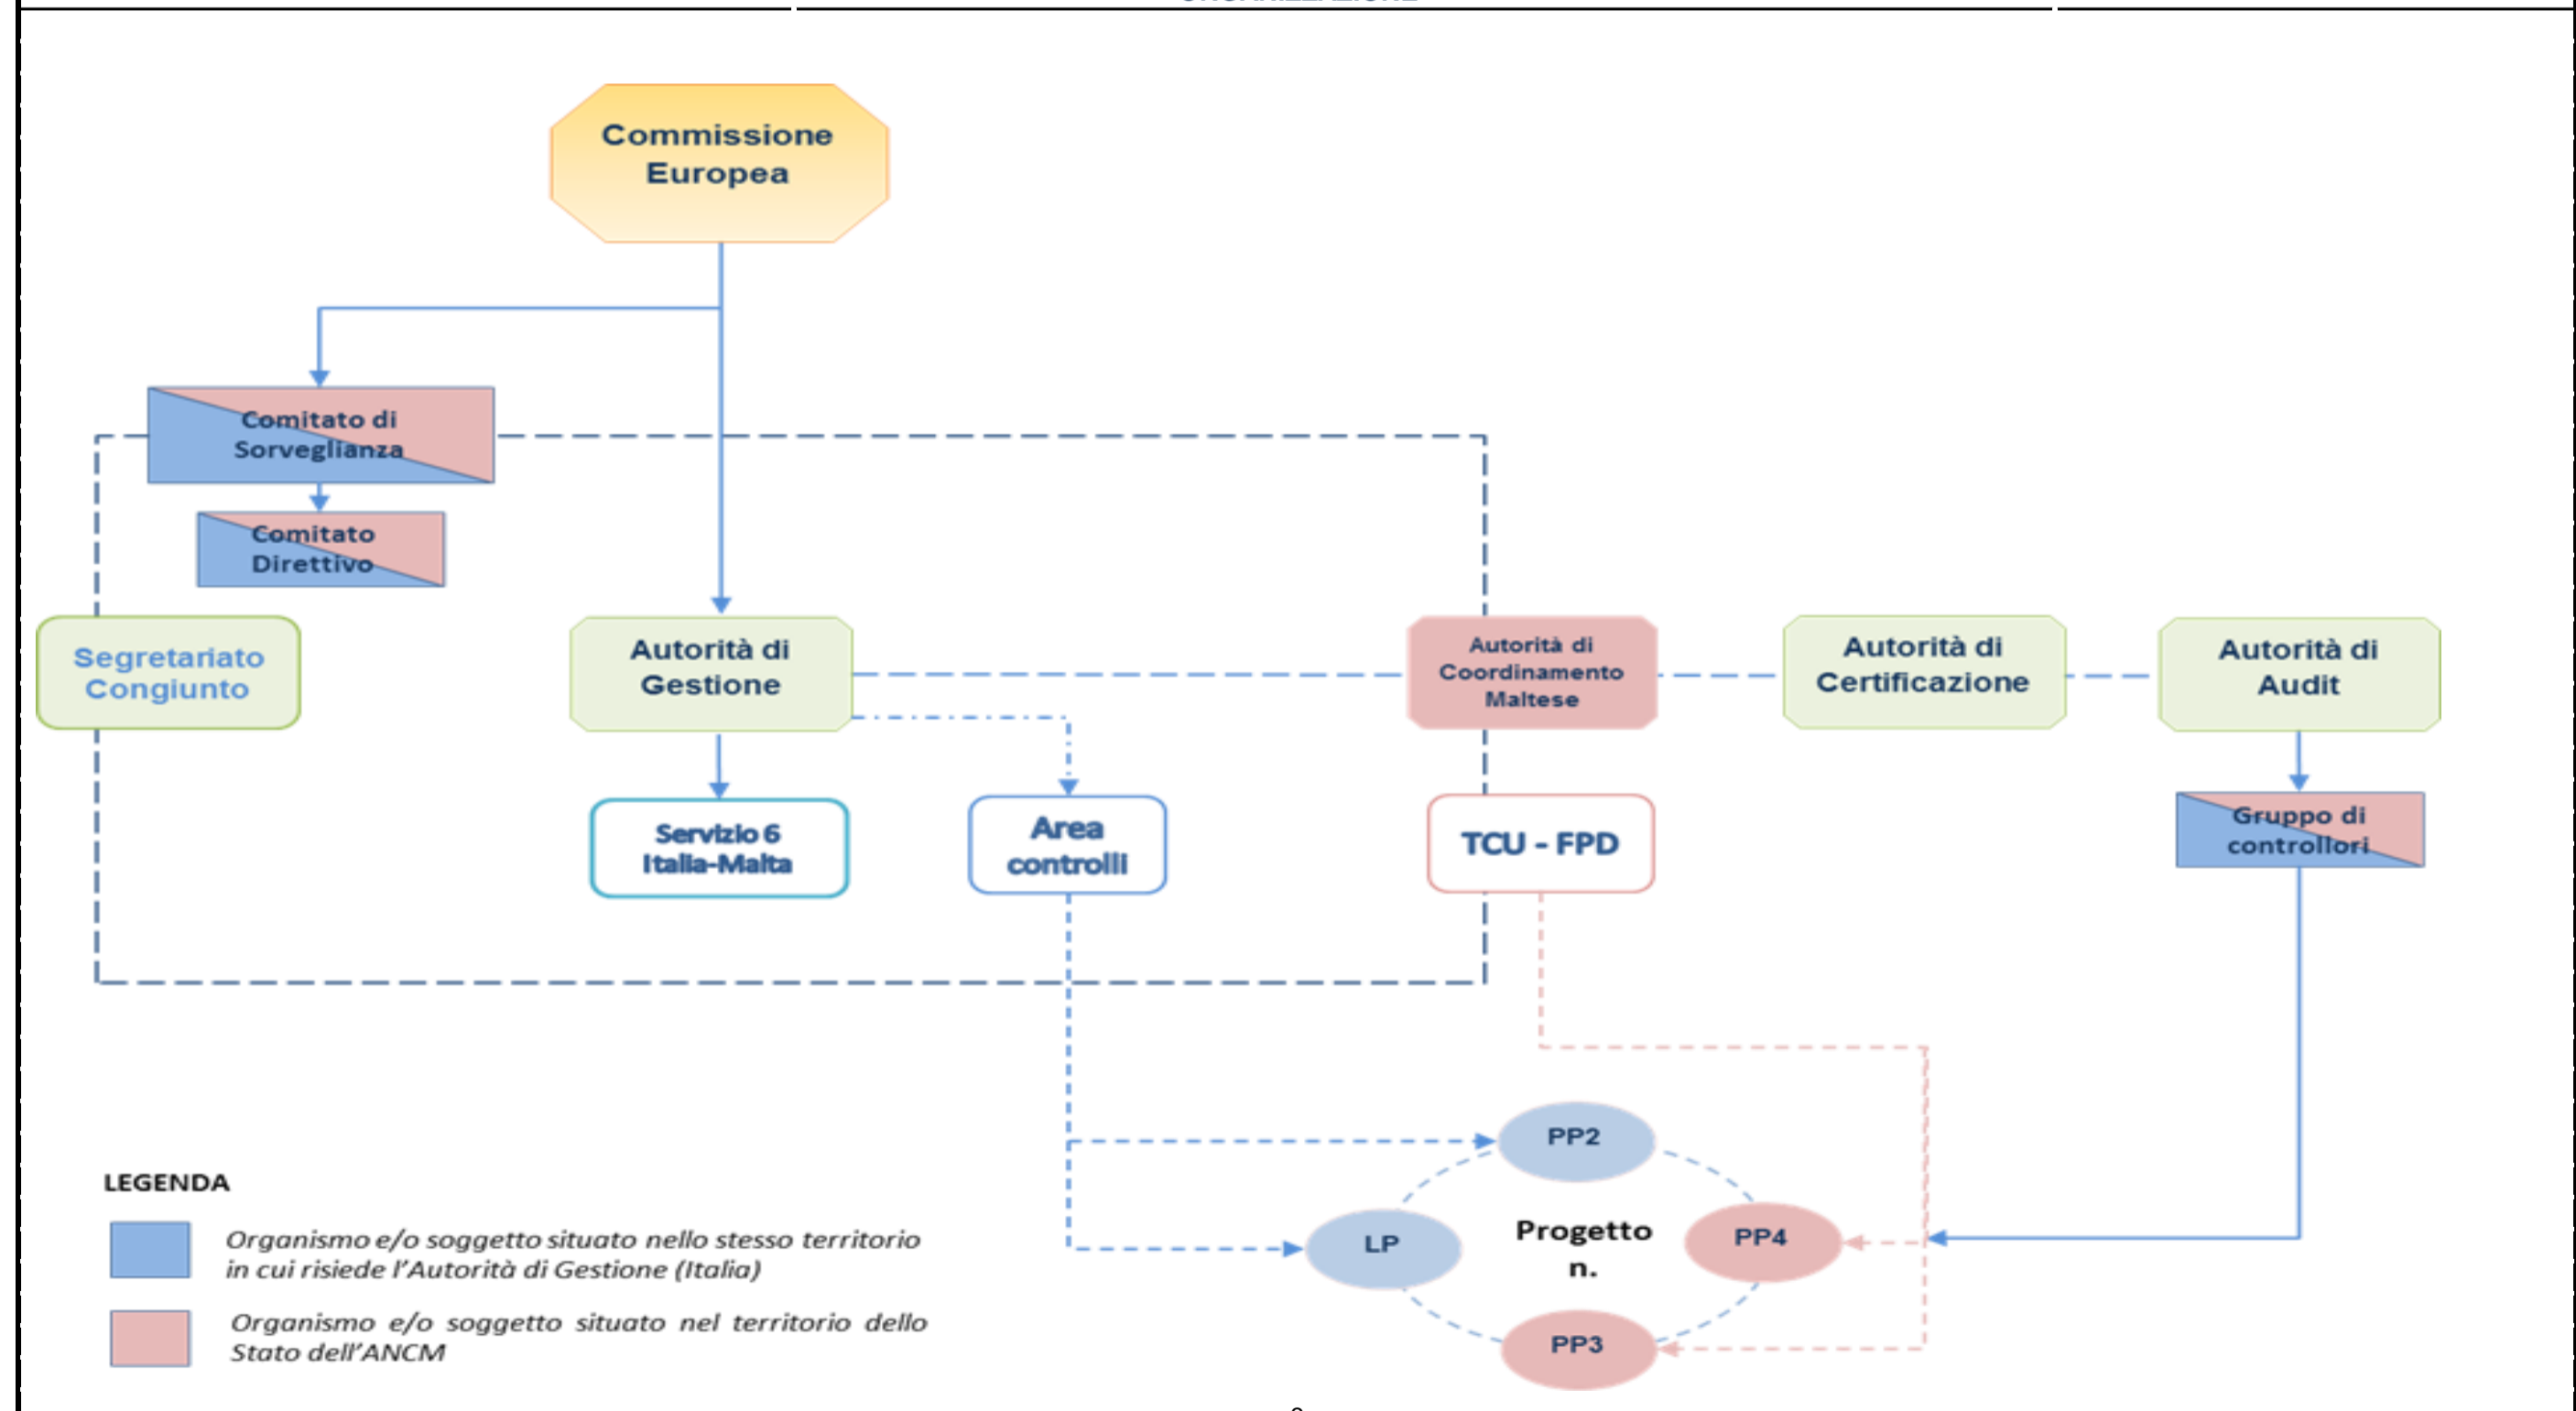 Commissione
Europea
Comitato di
Sorveglianza
Comitato
Direttivo
Segretariato
Congiunto
Autorità di
Gestione
Autorità di
Coordinamento
Maltese
Autorità di
Certificazione
Autorità di
Audit
Servizio 6
Italia-Malta
Area
controlli
TCU - FPD
Gruppo di
controllori
PP2
LP
Progetto
n.
PP4
PP3
LEGENDA
Organismo e/o soggetto situato nello stesso territorio
in cui risiede l'Autorità di Gestione (Italia)
Organismo e/o soggetto situato nel territorio dello
Stato dell'ANCM